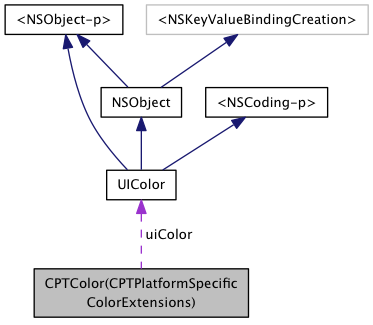 <NSObject-p>
<NSKeyValueBindingCreation>
NSObject
<NSCoding-p>
UIColor
uiColor
CPTColor(CPTPlatformSpecific
ColorExtensions)